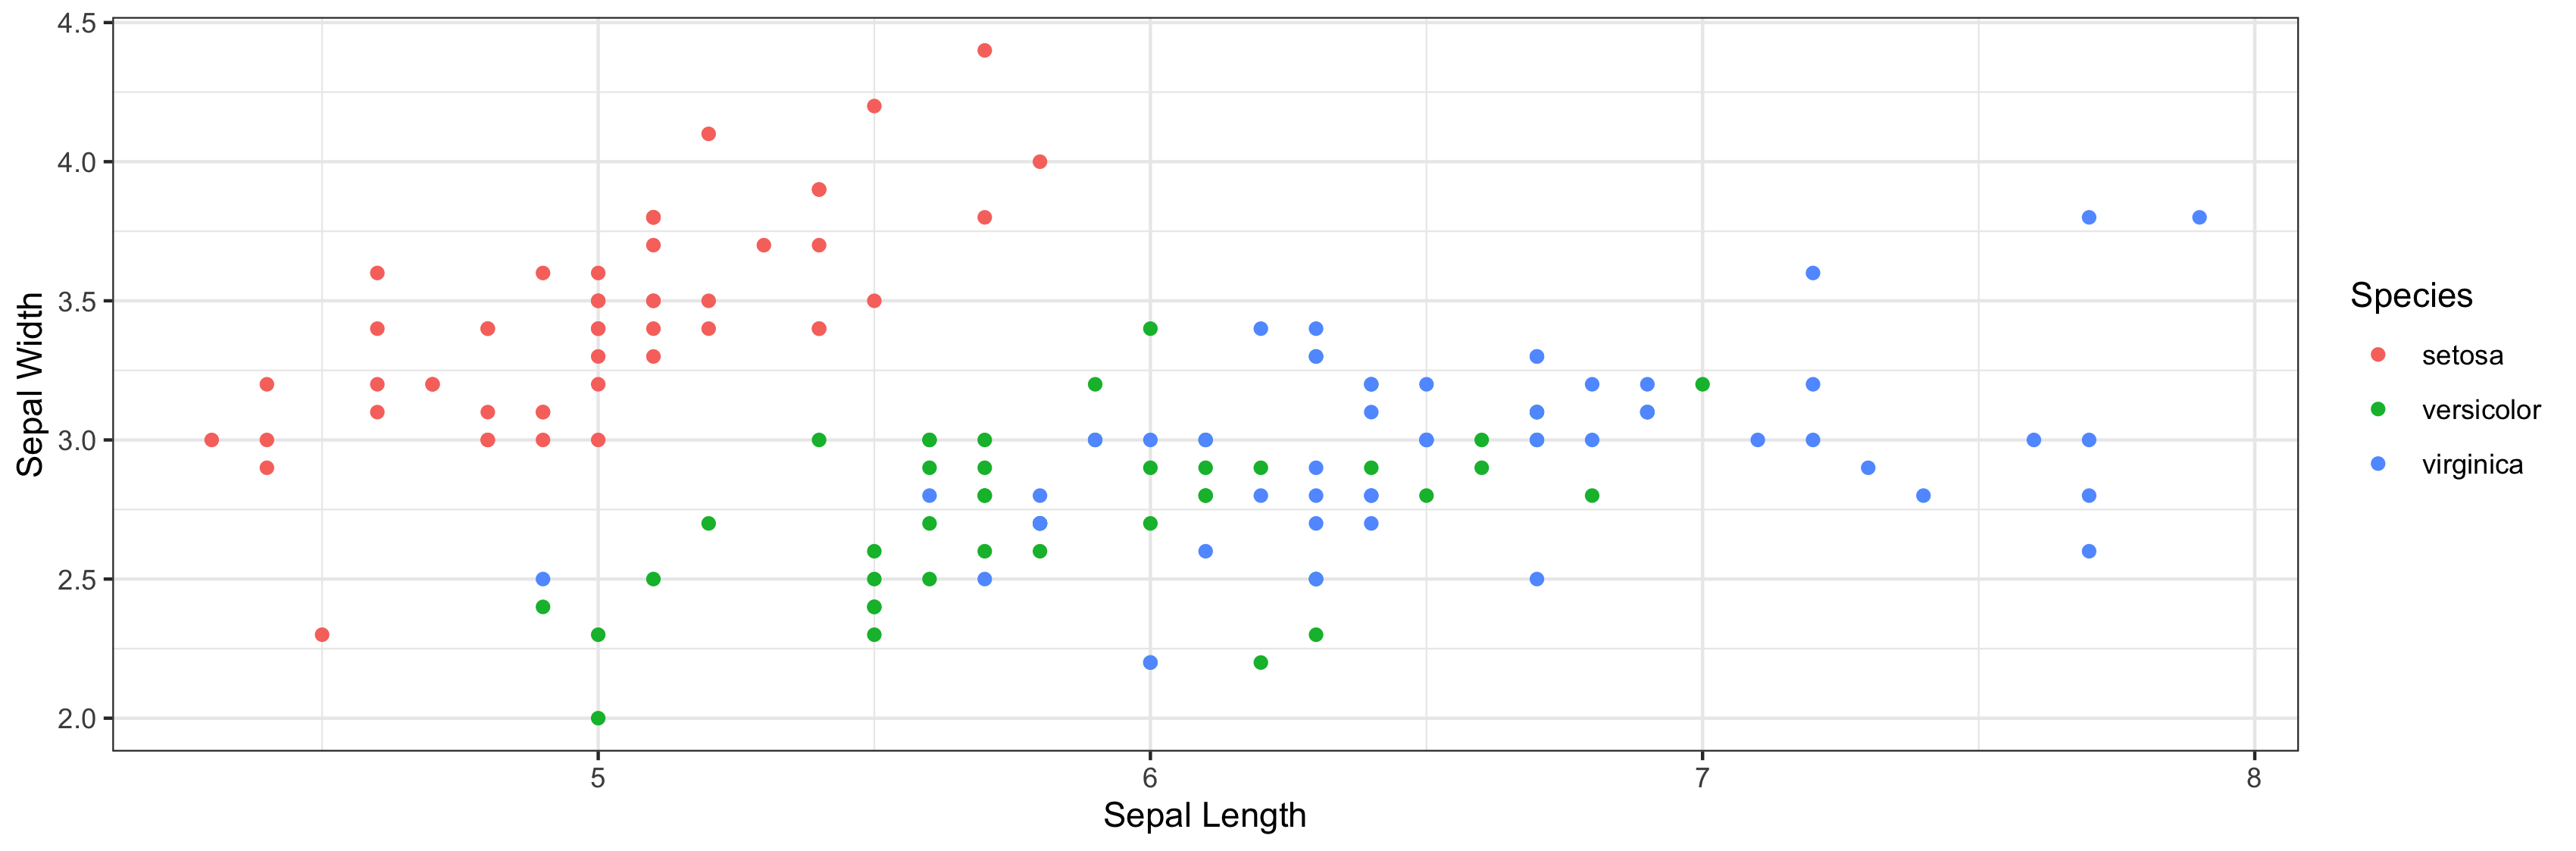 4.5
4.0
3.5
3.0
2.5
2.0
Sepal Width
5 6 7 8
Sepal Length
Species
setosa
versicolor
virginica